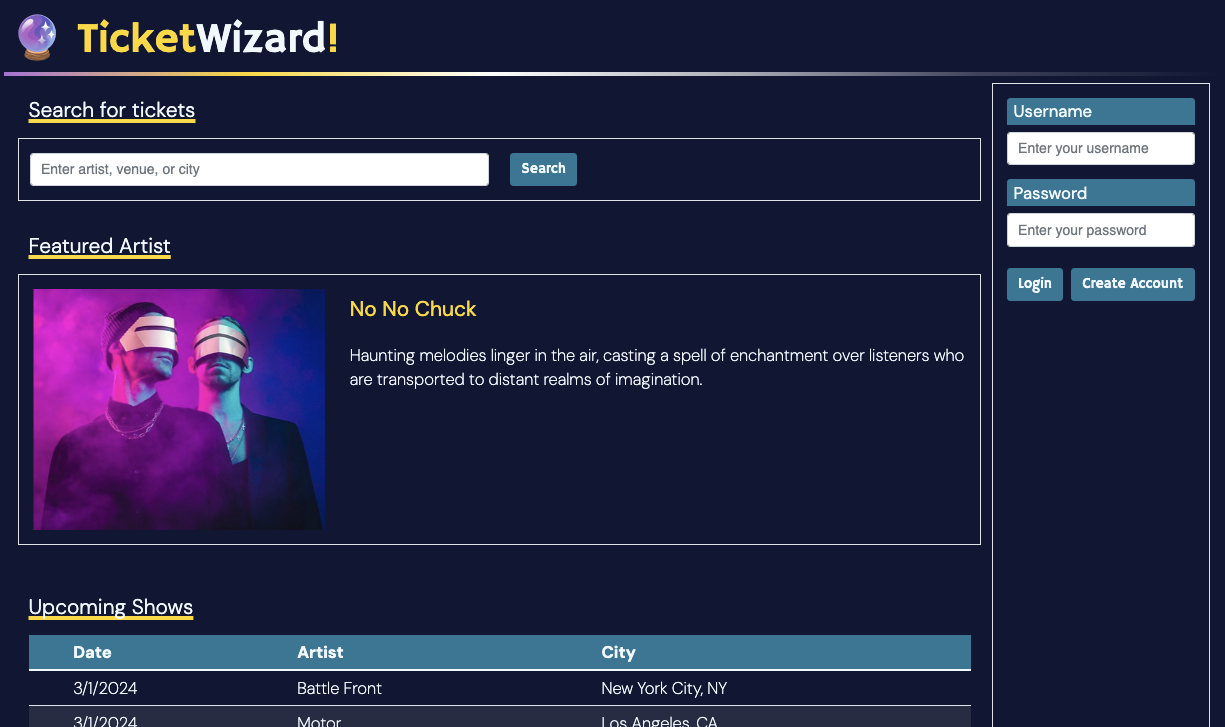 TicketWizard!
Search for tickets
Enter artist, venue, or city
Search
Featured Artist
No No Chuck
Haunting melodies linger in the air, casting a spell of enchantment over listeners who
are transported to distant realms of imagination.
Upcoming Shows
Date Artist City
3/1/2024 Battle Front New York City, NY
3/1/2024 Motor Los Angeles, CA
Username
Enter your username
Password
Enter your password
Login Create Account